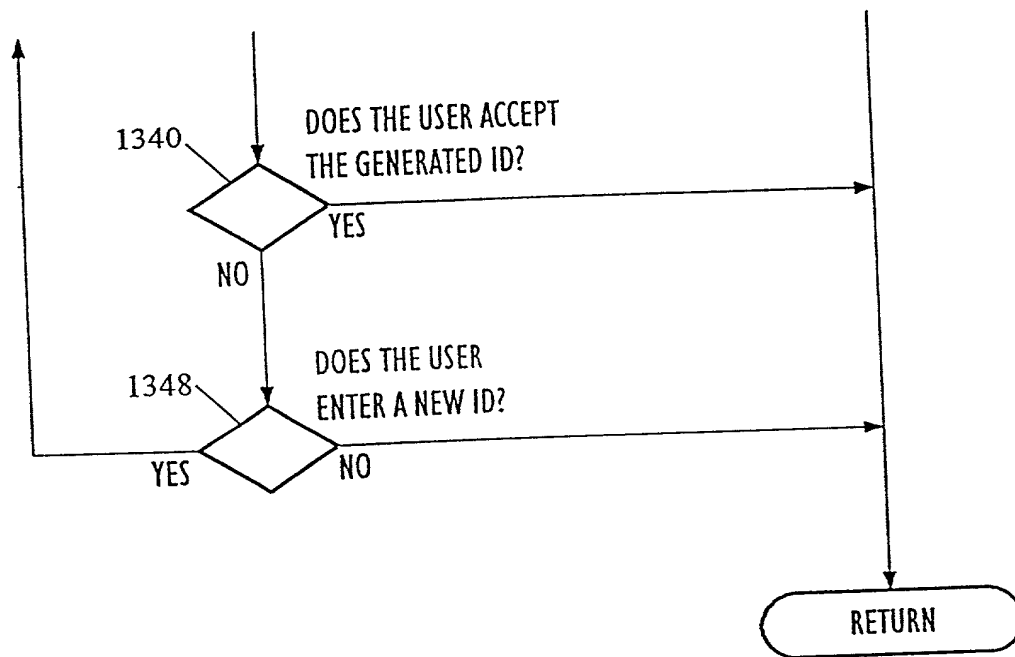 DOES THE USER ACCEPT
THE GENERATED ID?
1340
YES
NO
DOES THE USER
ENTER A NEW ID?
1348
YES
NO
RETURN